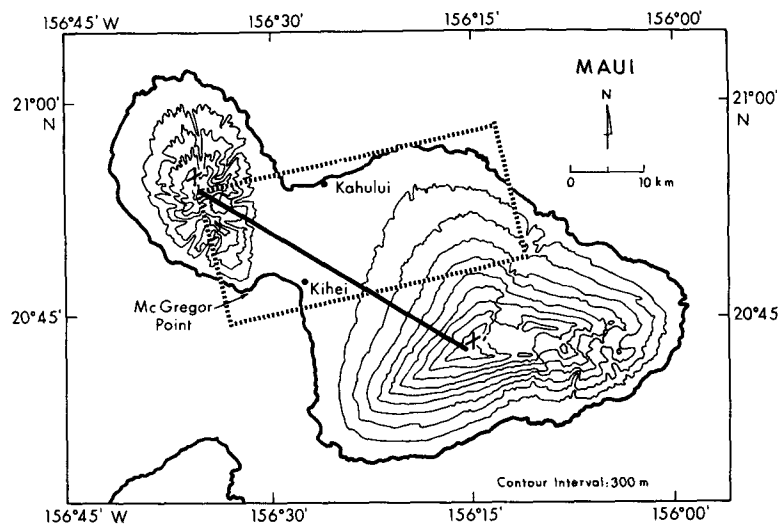 156°45' W
156°30'
156°15'
156°00'
21°00'
N
MAUI
N
21°00'
N
0 10 km
Kahului
Kihei
Mc Gregor
Point
20°45'
20°45'
Contour Interval: 300 m
156°45' W
156°30'
156°15'
156°00'